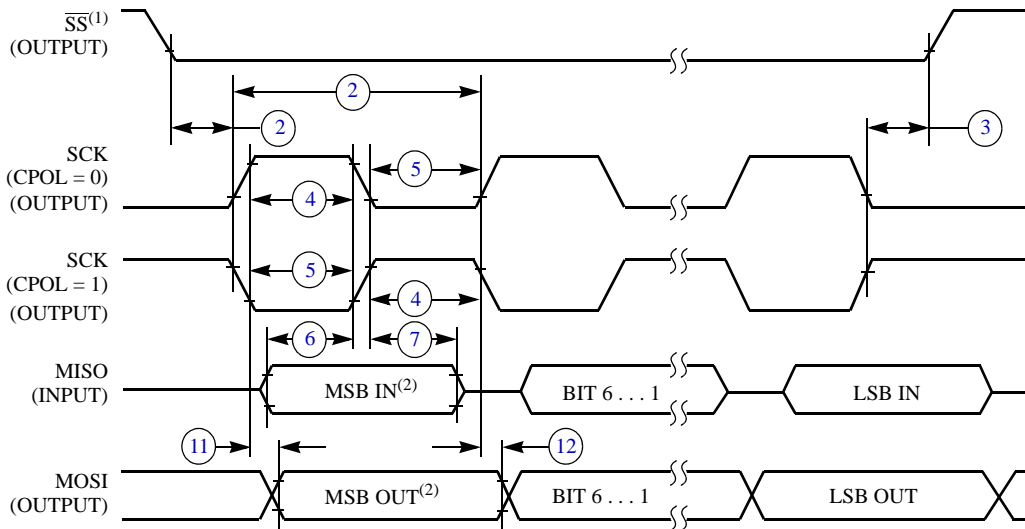 SS(1)
(OUTPUT)
2
2
3
SCK
(CPOL = 0)
(OUTPUT)
5
4
SCK
(CPOL = 1)
(OUTPUT)
5
4
6
7
MISO
(INPUT)
MSB IN(2)
BIT 6 . . . 1
LSB IN
11
12
MOSI
(OUTPUT)
MSB OUT(2)
BIT 6 . . . 1
LSB OUT